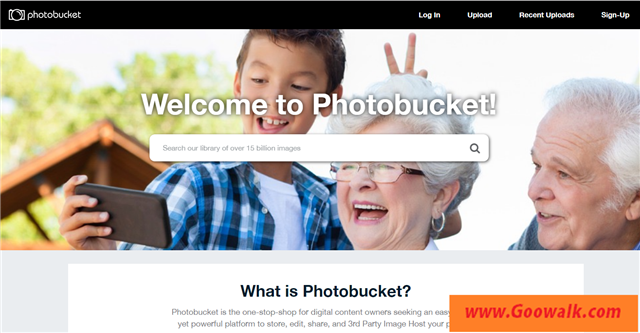 photobucket
Log In
Upload
Recent Uploads
Sign-Up
Welcome to Photobucket!
Search our library of over 15 billion images
What is Photobucket?
Photobucket is the one-stop-shop for digital content owners seeking an easy
yet powerful platform to store, edit, share, and 3rd Party Image Host your
www.Goowalk.com